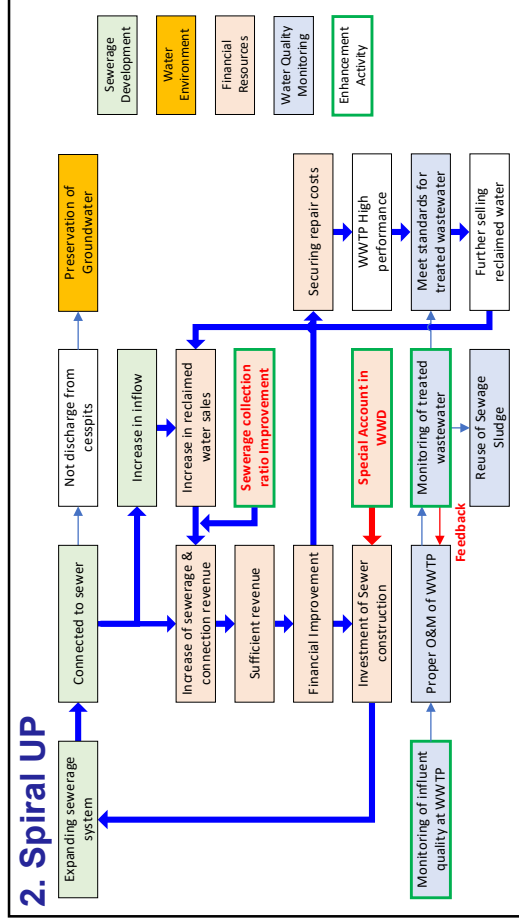 2. Spiral UP
Expanding sewerage
system
Connected to sewer
Not discharge from
cesspits
Preservation of
Groundwater
Increase in inflow
Increase of sewerage &
connection revenue
Increase in reclaimed
water sales
Sufficient revenue
Sewerage collection
ratio Improvement
Financial Improvement
Securing repair costs
Investment of Sewer
construction
Special Account in
WWD
WWTP High
performance
Monitoring of influent
quality at WWTP
Proper O&M of WWTP
Monitoring of treated
wastewater
Meet standards for
treated wastewater
Feedback
Reuse of Sewage
Sludge
Further selling
reclaimed water
Sewerage
Development
Water
Environment
Financial
Resources
Water Quality
Monitoring
Enhancement
Activity